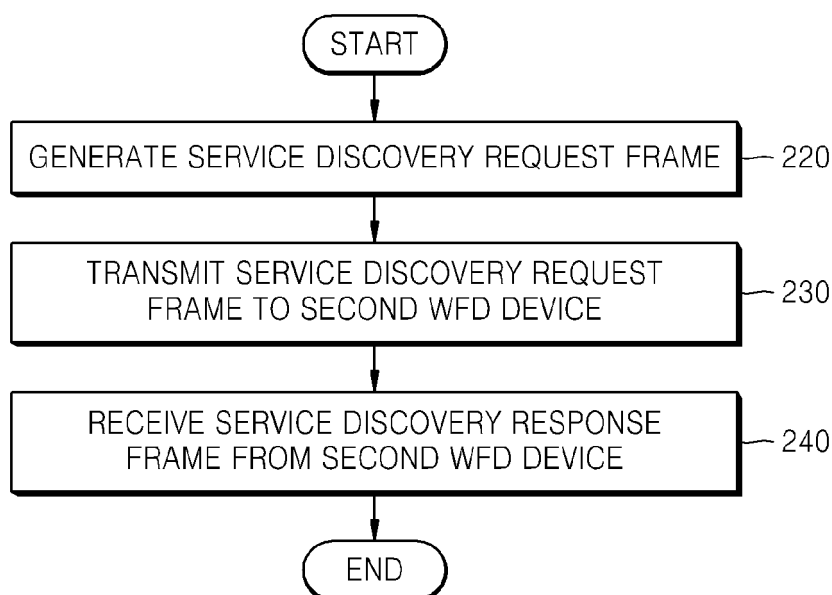 START
GENERATE SERVICE DISCOVERY REQUEST FRAME
220
TRANSMIT SERVICE DISCOVERY REQUEST
FRAME TO SECOND WFD DEVICE
230
RECEIVE SERVICE DISCOVERY RESPONSE
FRAME FROM SECOND WFD DEVICE
240
END